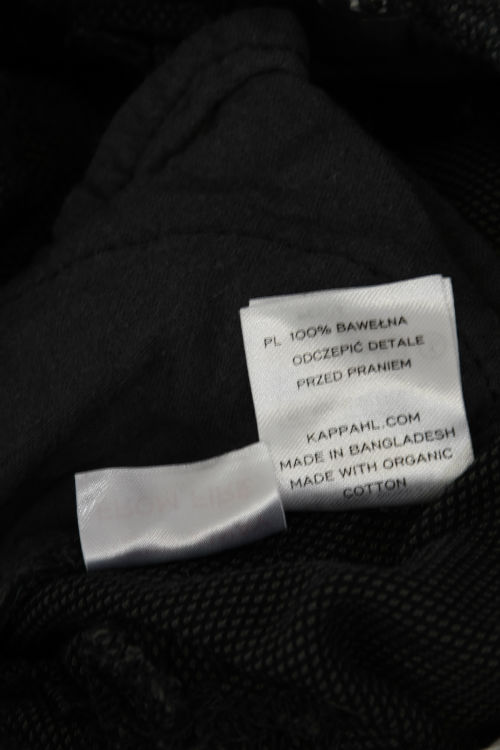 PL 100% BAWEŁNA
ODCZEPIĆ DETALE
PRZED PRANIEM
KAPPAHL.COM
MADE IN BANGLADESH
MADE WITH ORGANIC
COTTON